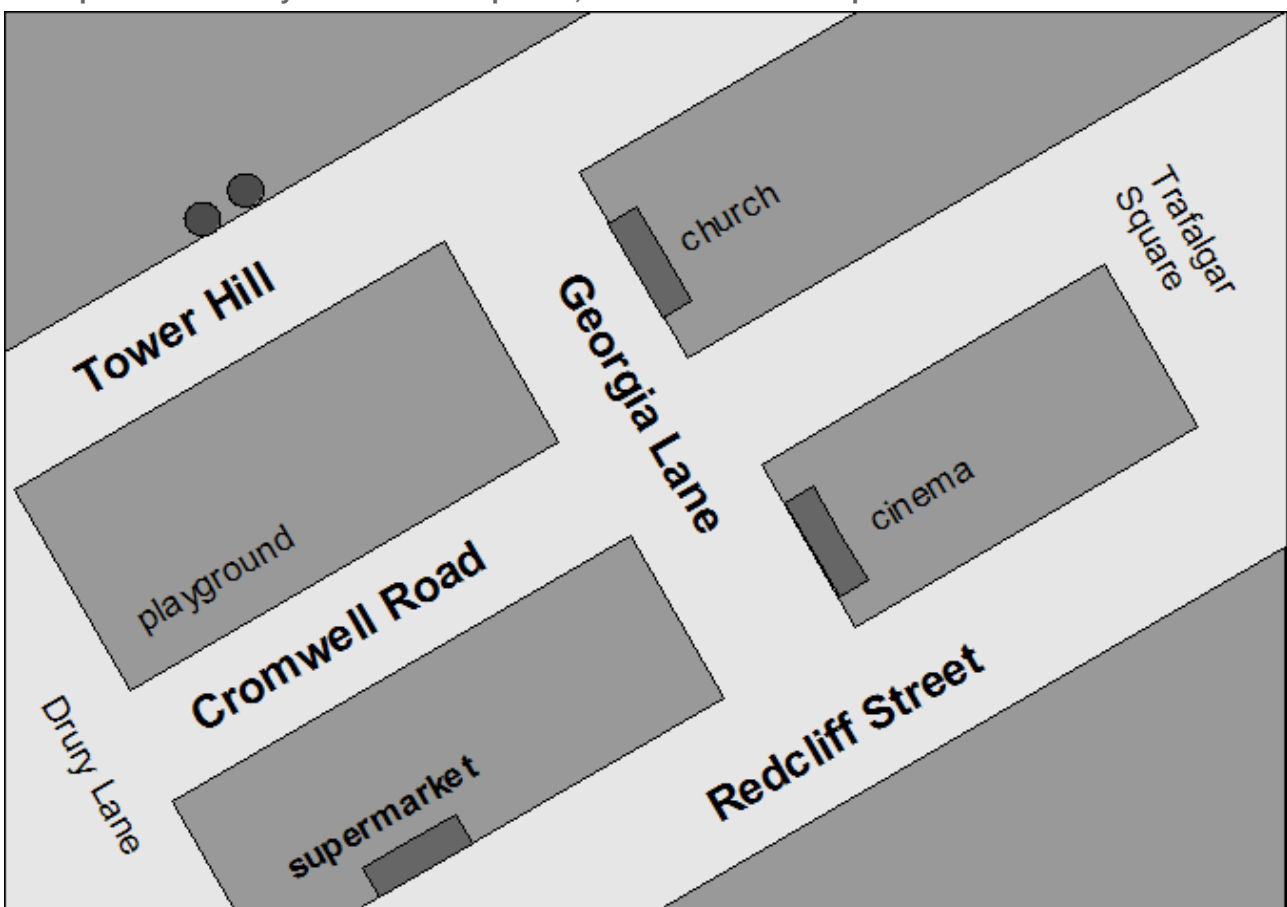 church
Trafalgar
Square
Tower Hill
Georgia Lane
cinema
playground
Cromwell Road
Drury Lane
supermarket
Redcliff Street